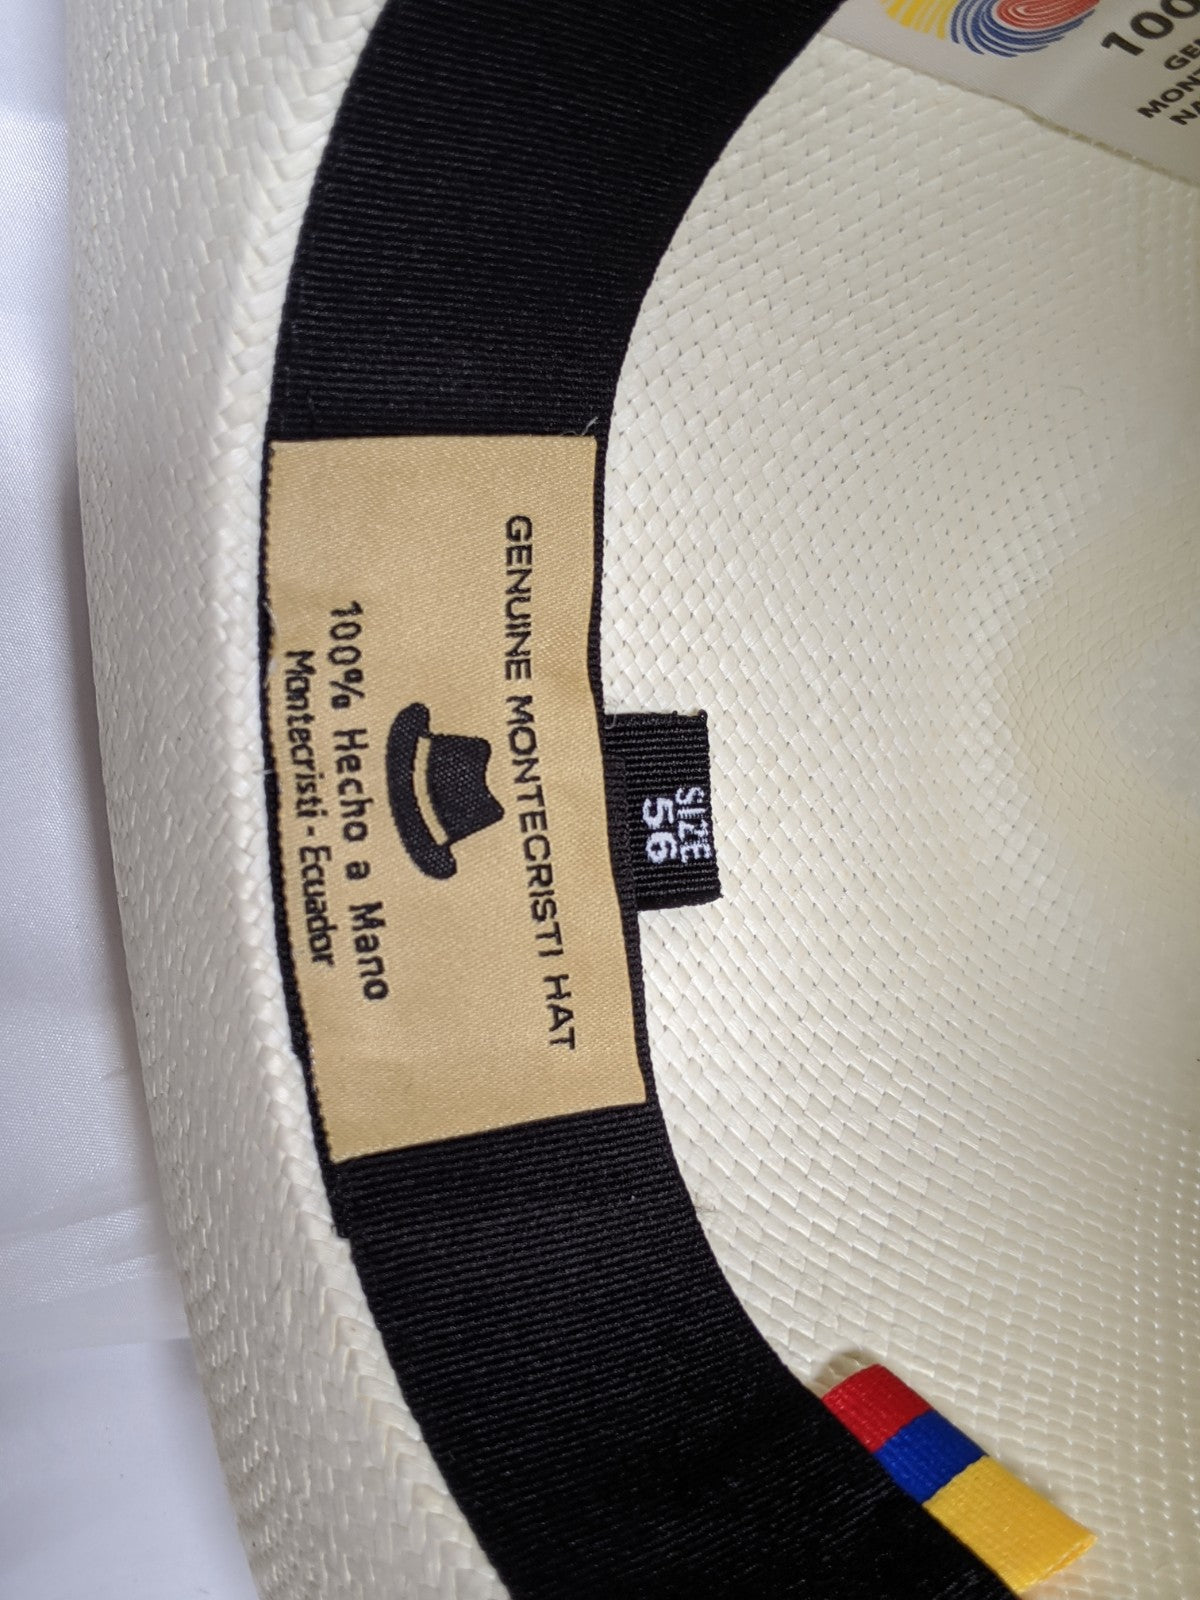 GENUINE MONTECRISTI HAT
100% Hecho a Mano
Montecristi - Ecuador
SIZE
56
100